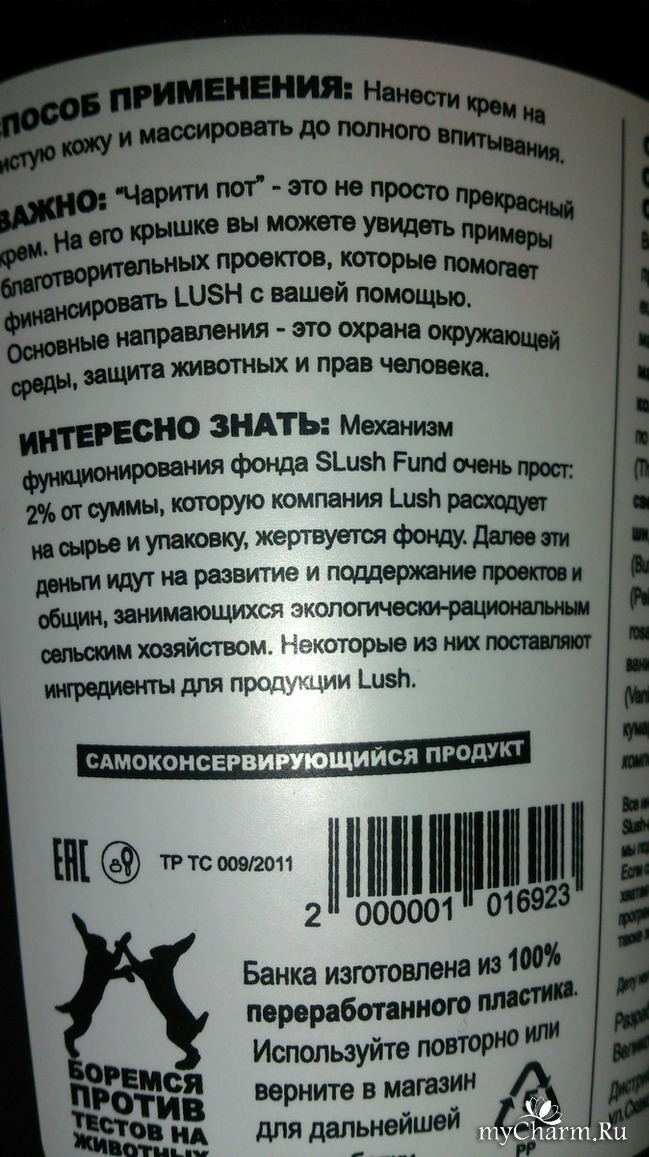 СПОСОБ ПРИМЕНЕНИЯ: Нанести крем на
истую кожу и массировать до полного впитывания.
ВАЖНО: "Чарити пот" - это не просто прекрасный
крем. На его крышке вы можете увидеть примеры
благотворительных проектов, которые помогает
финансировать LUSH с вашей помощью.
Основные направления - это охрана окружающей
среды, защита животных и прав человека.
ИНТЕРЕСНО ЗНАТЬ: Механизм
функционирования фонда SLush Fund очень прост:
2% от суммы, которую компания Lush расходует
на сырье и упаковку, жертвуется фонду. Далее эти
деньги идут на развитие и поддержание проектов и
общин, занимающихся экологически-рациональным
сельским хозяйством. Некоторые из них поставляют
ингредиенты для продукции Lush.
САМОКОНСЕРВИРУЮЩИЙСЯ ПРОДУКТ
EAC ТР ТС 009/2011
2 000001 016923
Банка изготовлена из 100%
переработанного пластика.
Используйте повторно или
верните в магазин
для дальнейшей
БОРЕМСЯ
ПРОТИВ
ТЕСТОВ НА
ЖИВОТНЫХ
PP
myCharm.Ru